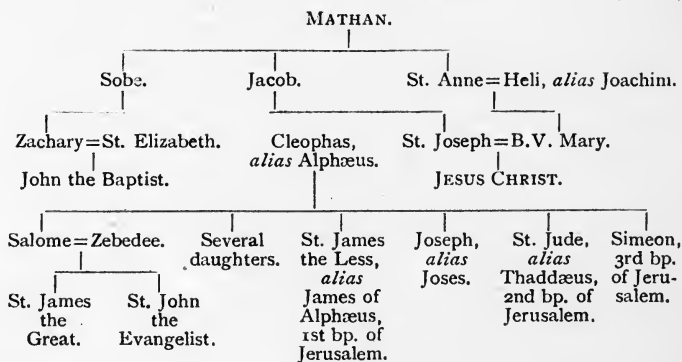 MATHAN.
Sobe. Jacob. St. Anne=Heli, alias Joachim.
Zachary=St. Elizabeth. Cleophas, St. Joseph=B.V. Mary.
alias Alphæus.
John the Baptist. JESUS CHRIST.
Salome=Zebedee. Several St. James Joseph, St. Jude, Simeon,
daughters. the Less, alias alias 3rd bp.
alias Joses. Thaddæus, of Jeru-
St. James St. John James of 2nd bp. of salem.
the the Alphæus, Jerusalem.
Great. Evangelist. 1st bp. of
Jerusalem.